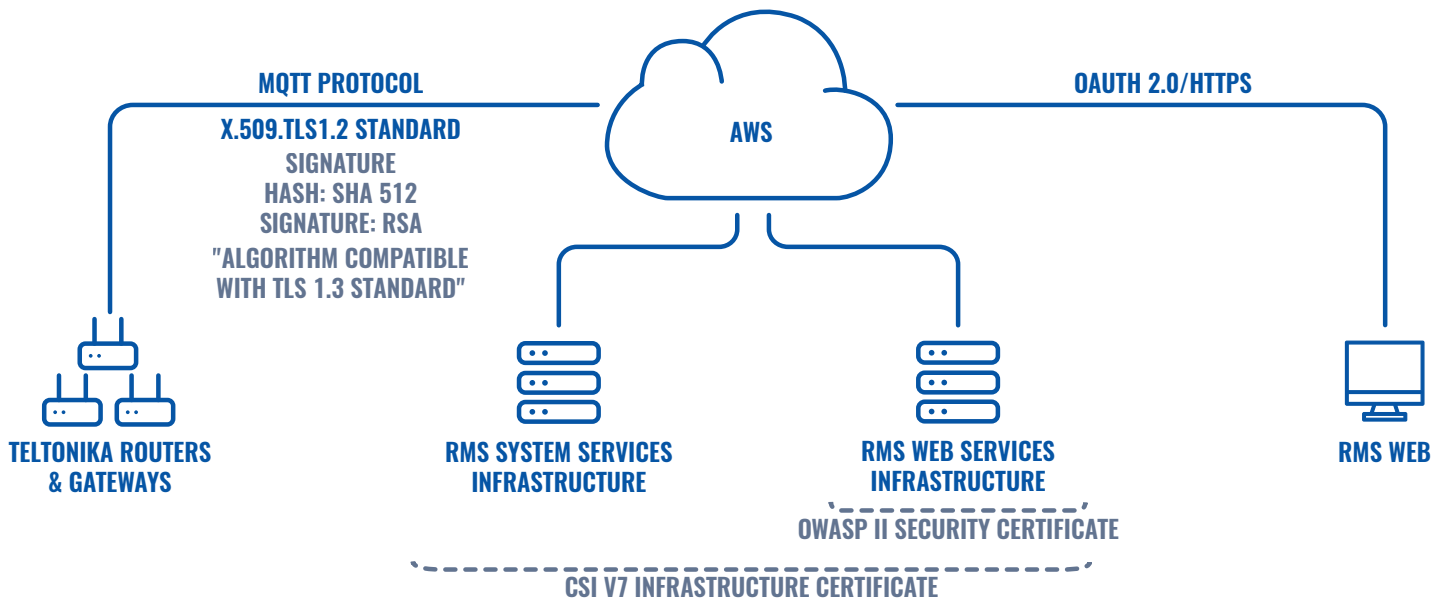 MQTT PROTOCOL
X.509.TLS1.2 STANDARD
SIGNATURE
HASH: SHA 512
SIGNATURE: RSA
"ALGORITHM COMPATIBLE
WITH TLS 1.3 STANDARD"
AWS
OAUTH 2.0/HTTPS
TELTONIKA ROUTERS
& GATEWAYS
RMS SYSTEM SERVICES
INFRASTRUCTURE
RMS WEB SERVICES
INFRASTRUCTURE
RMS WEB
OWASP II SECURITY CERTIFICATE
CSI V7 INFRASTRUCTURE CERTIFICATE